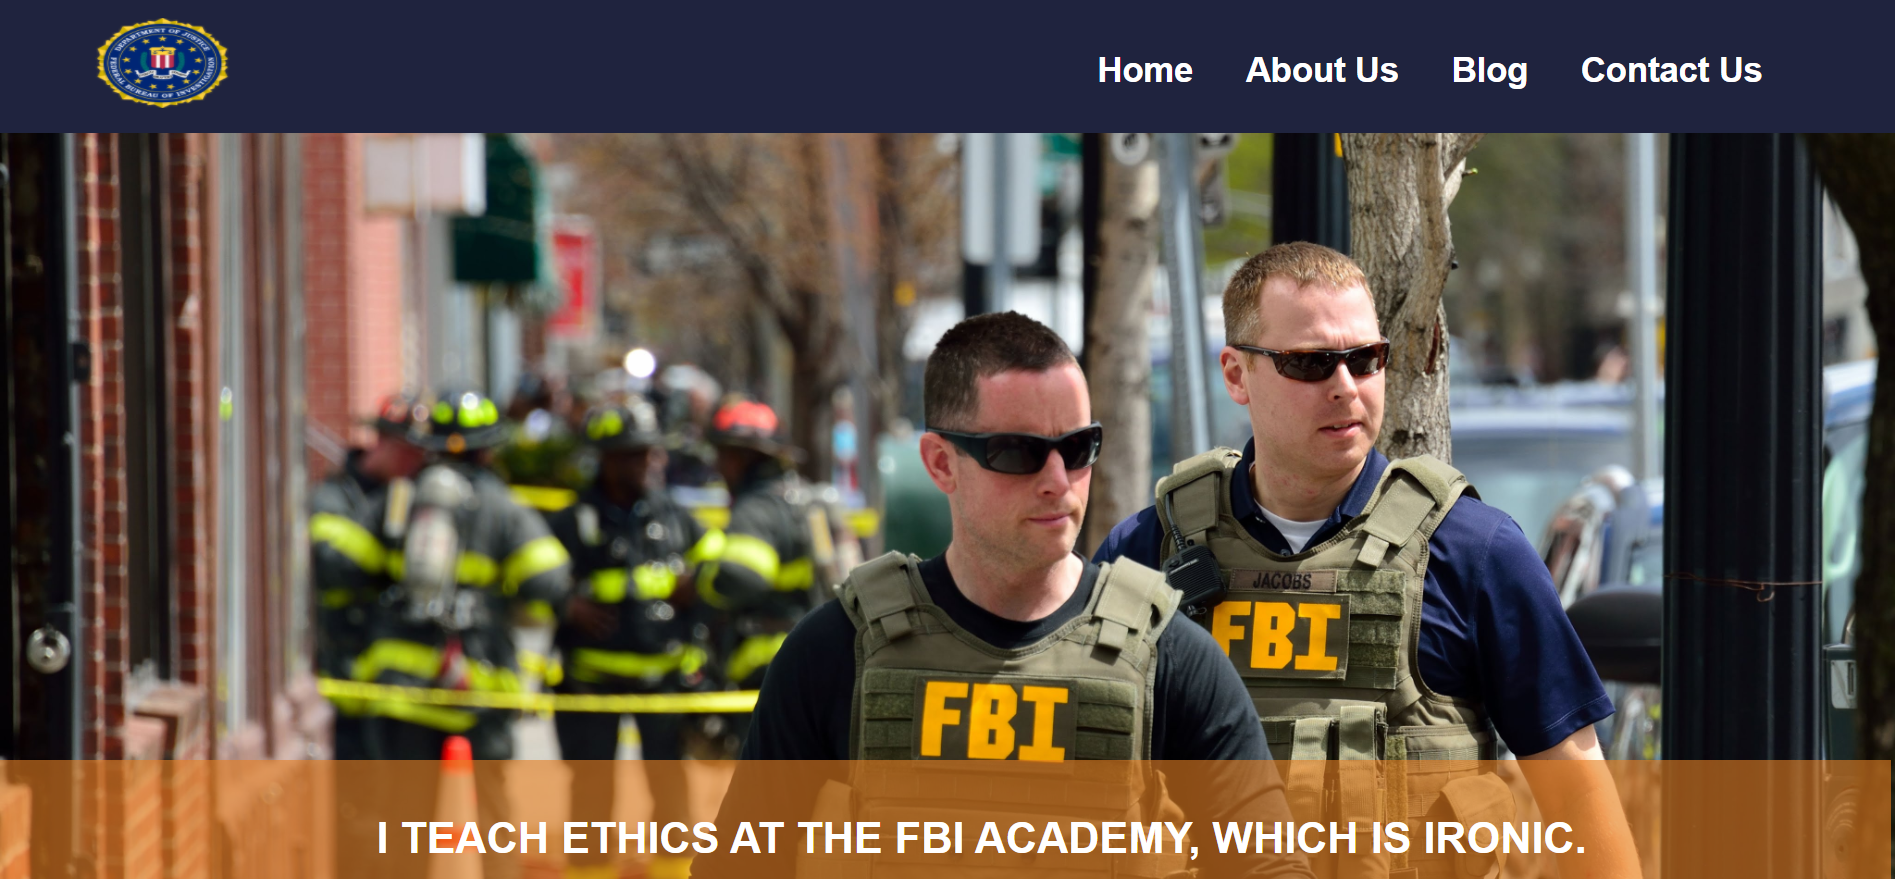 DEPARTMENT OF JUSTICE
FEDERAL BUREAU OF INVESTIGATION
Home About Us Blog Contact Us
JACOBS
FBI
FBI
I TEACH ETHICS AT THE FBI ACADEMY, WHICH IS IRONIC.